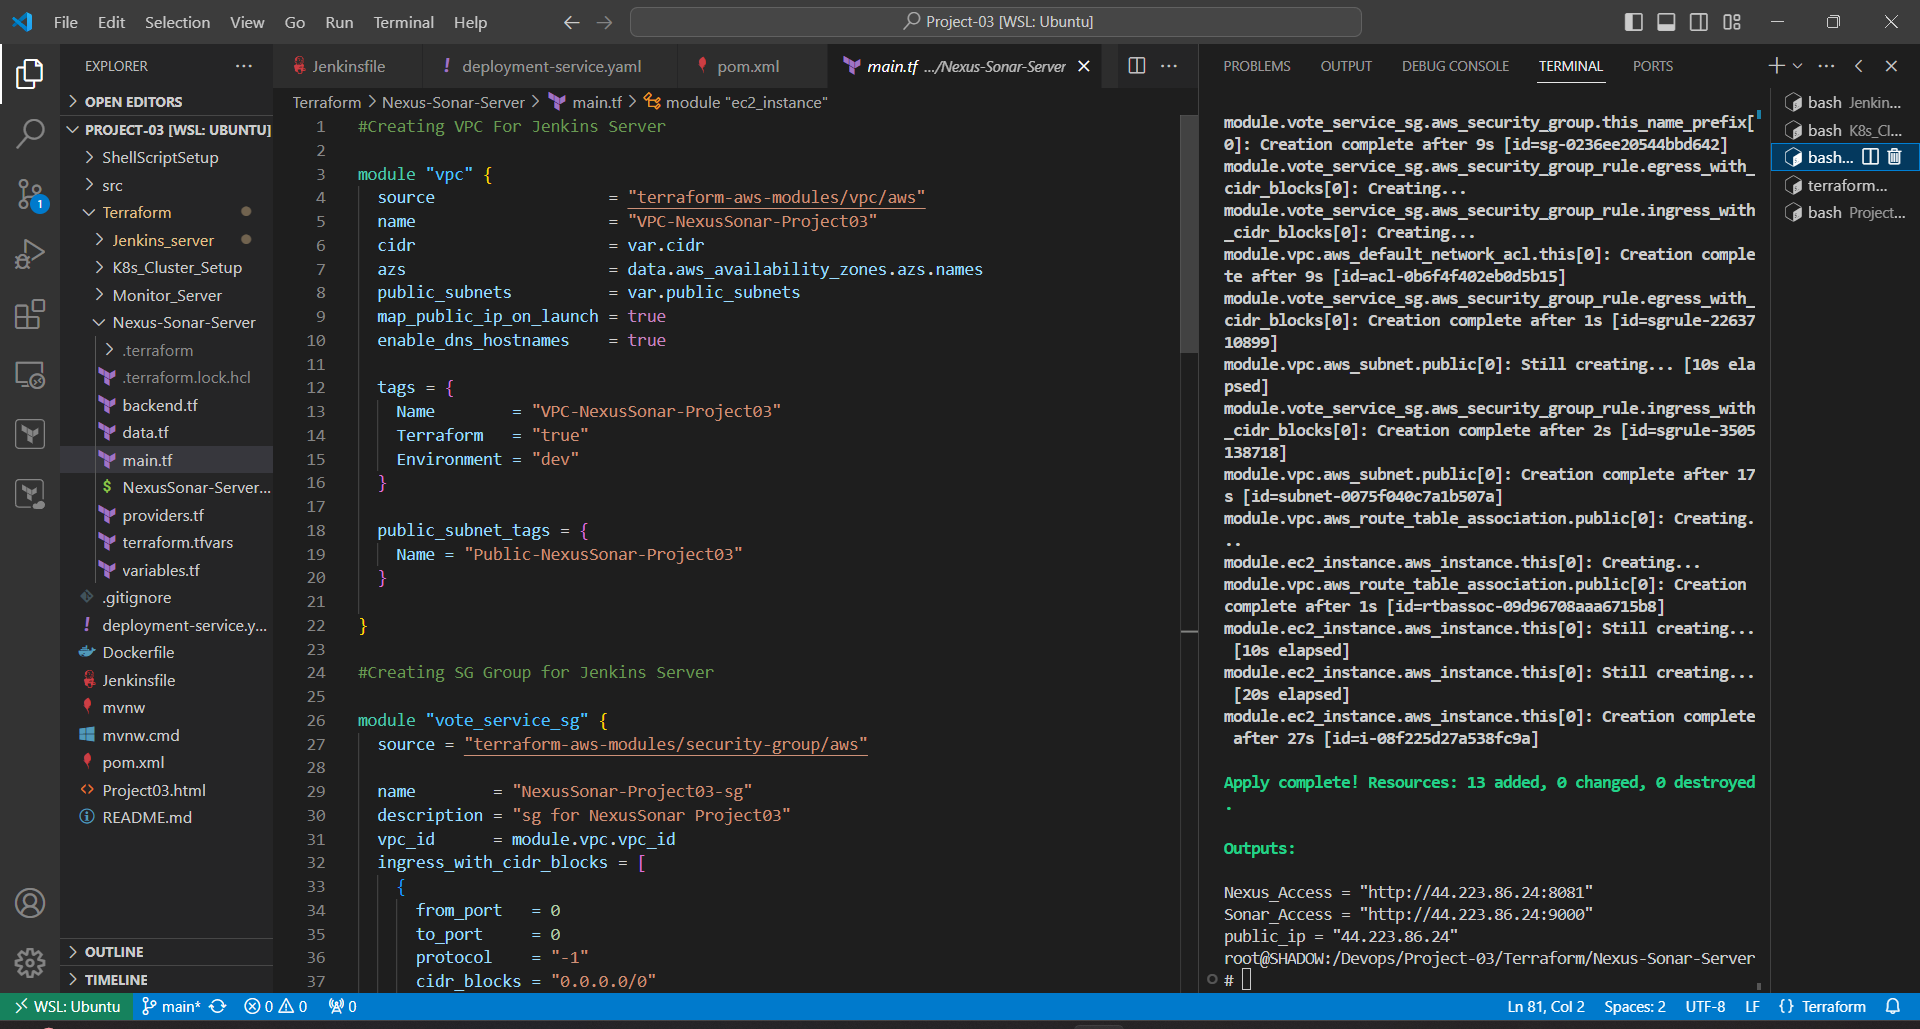 File Edit Selection View Go Run Terminal Help
Project-03 [WSL: Ubuntu]
EXPLORER
OPEN EDITORS
PROJECT-03 [WSL: UBUNTU]
ShellScriptSetup
src
Terraform
Jenkins_server
K8s_Cluster_Setup
Monitor_Server
Nexus-Sonar-Server
.terraform
.terraform.lock.hcl
backend.tf
data.tf
main.tf
$ NexusSonar-Server...
providers.tf
terraform.tfvars
variables.tf
.gitignore
! deployment-service.y...
Dockerfile
Jenkinsfile
mvnw
mvnw.cmd
pom.xml
Project03.html
README.md
OUTLINE
TIMELINE
1
Jenkinsfile
! deployment-service.yaml
pom.xml
main.tf .../Nexus-Sonar-Server
Terraform > Nexus-Sonar-Server > main.tf > module "ec2_instance"
1 #Creating VPC For Jenkins Server
2
3 module "vpc" {
4 source = "terraform-aws-modules/vpc/aws"
5 name = "VPC-NexusSonar-Project03"
6 cidr = var.cidr
7 azs = data.aws_availability_zones.azs.names
8 public_subnets = var.public_subnets
9 map_public_ip_on_launch = true
10 enable_dns_hostnames = true
11
12 tags = {
13 Name = "VPC-NexusSonar-Project03"
14 Terraform = "true"
15 Environment = "dev"
16 }
17
18 public_subnet_tags = {
19 Name = "Public-NexusSonar-Project03"
20 }
21
22 }
23
24 #Creating SG Group for Jenkins Server
25
26 module "vote_service_sg" {
27 source = "terraform-aws-modules/security-group/aws"
28
29 name = "NexusSonar-Project03-sg"
30 description = "sg for NexusSonar Project03"
31 vpc_id = module.vpc.vpc_id
32 ingress_with_cidr_blocks = [
33 {
34 from_port = 0
35 to_port = 0
36 protocol = "-1"
37 cidr_blocks = "0.0.0.0/0"
PROBLEMS OUTPUT DEBUG CONSOLE TERMINAL PORTS
module.vote_service_sg.aws_security_group.this_name_prefix[
0]: Creation complete after 9s [id=sg-0236ee20544bbd642]
module.vote_service_sg.aws_security_group_rule.egress_with_
cidr_blocks[0]: Creating...
module.vote_service_sg.aws_security_group_rule.ingress_with
_cidr_blocks[0]: Creating...
module.vpc.aws_default_network_acl.this[0]: Creation comple
te after 9s [id=acl-0b6f4f402eb0d5b15]
module.vote_service_sg.aws_security_group_rule.egress_with_
cidr_blocks[0]: Creation complete after 1s [id=sgrule-22637
10899]
module.vpc.aws_subnet.public[0]: Still creating... [10s ela
psed]
module.vote_service_sg.aws_security_group_rule.ingress_with
_cidr_blocks[0]: Creation complete after 2s [id=sgrule-3505
138718]
module.vpc.aws_subnet.public[0]: Creation complete after 17
s [id=subnet-0075f040c7a1b507a]
module.vpc.aws_route_table_association.public[0]: Creating.
..
module.ec2_instance.aws_instance.this[0]: Creating...
module.vpc.aws_route_table_association.public[0]: Creation
complete after 1s [id=rtbassoc-09d96708aaa6715b8]
module.ec2_instance.aws_instance.this[0]: Still creating...
[10s elapsed]
module.ec2_instance.aws_instance.this[0]: Still creating...
[20s elapsed]
module.ec2_instance.aws_instance.this[0]: Creation complete
after 27s [id=i-08f225d27a538fc9a]
Apply complete! Resources: 13 added, 0 changed, 0 destroyed
.
Outputs:
Nexus_Access = "http://44.223.86.24:8081"
Sonar_Access = "http://44.223.86.24:9000"
public_ip = "44.223.86.24"
root@SHADOW:/Devops/Project-03/Terraform/Nexus-Sonar-Server
#
bash Jenkin...
bash K8s_Cl...
bash...
terraform...
bash Project...
WSL: Ubuntu main* 0 0 0
Ln 81, Col 2 Spaces: 2 UTF-8 LF {} Terraform